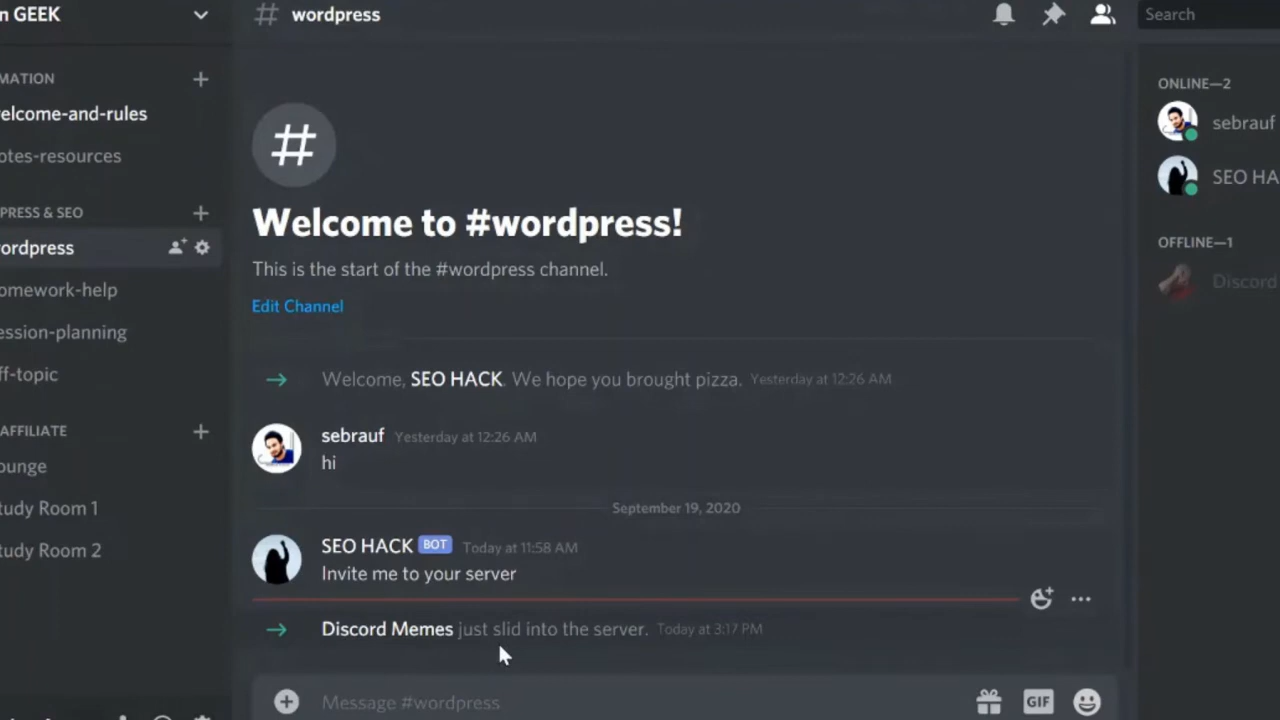 n GEEK
wordpress
Search
MATION
elcome-and-rules
otes-resources
PRESS & SEO
ordpress
omework-help
ession-planning
ff-topic
AFFILIATE
ounge
tudy Room 1
tudy Room 2
#
Welcome to #wordpress!
This is the start of the #wordpress channel.
Edit Channel
Welcome, SEO HACK. We hope you brought pizza. Yesterday at 12:26 AM
sebrauf Yesterday at 12:26 AM
hi
September 19, 2020
SEO HACK BOT Today at 11:58 AM
Invite me to your server
Discord Memes just slid into the server. Today at 3:17 PM
Message #wordpress
GIF
ONLINE—2
sebrauf
SEO HA
OFFLINE—1
Discord